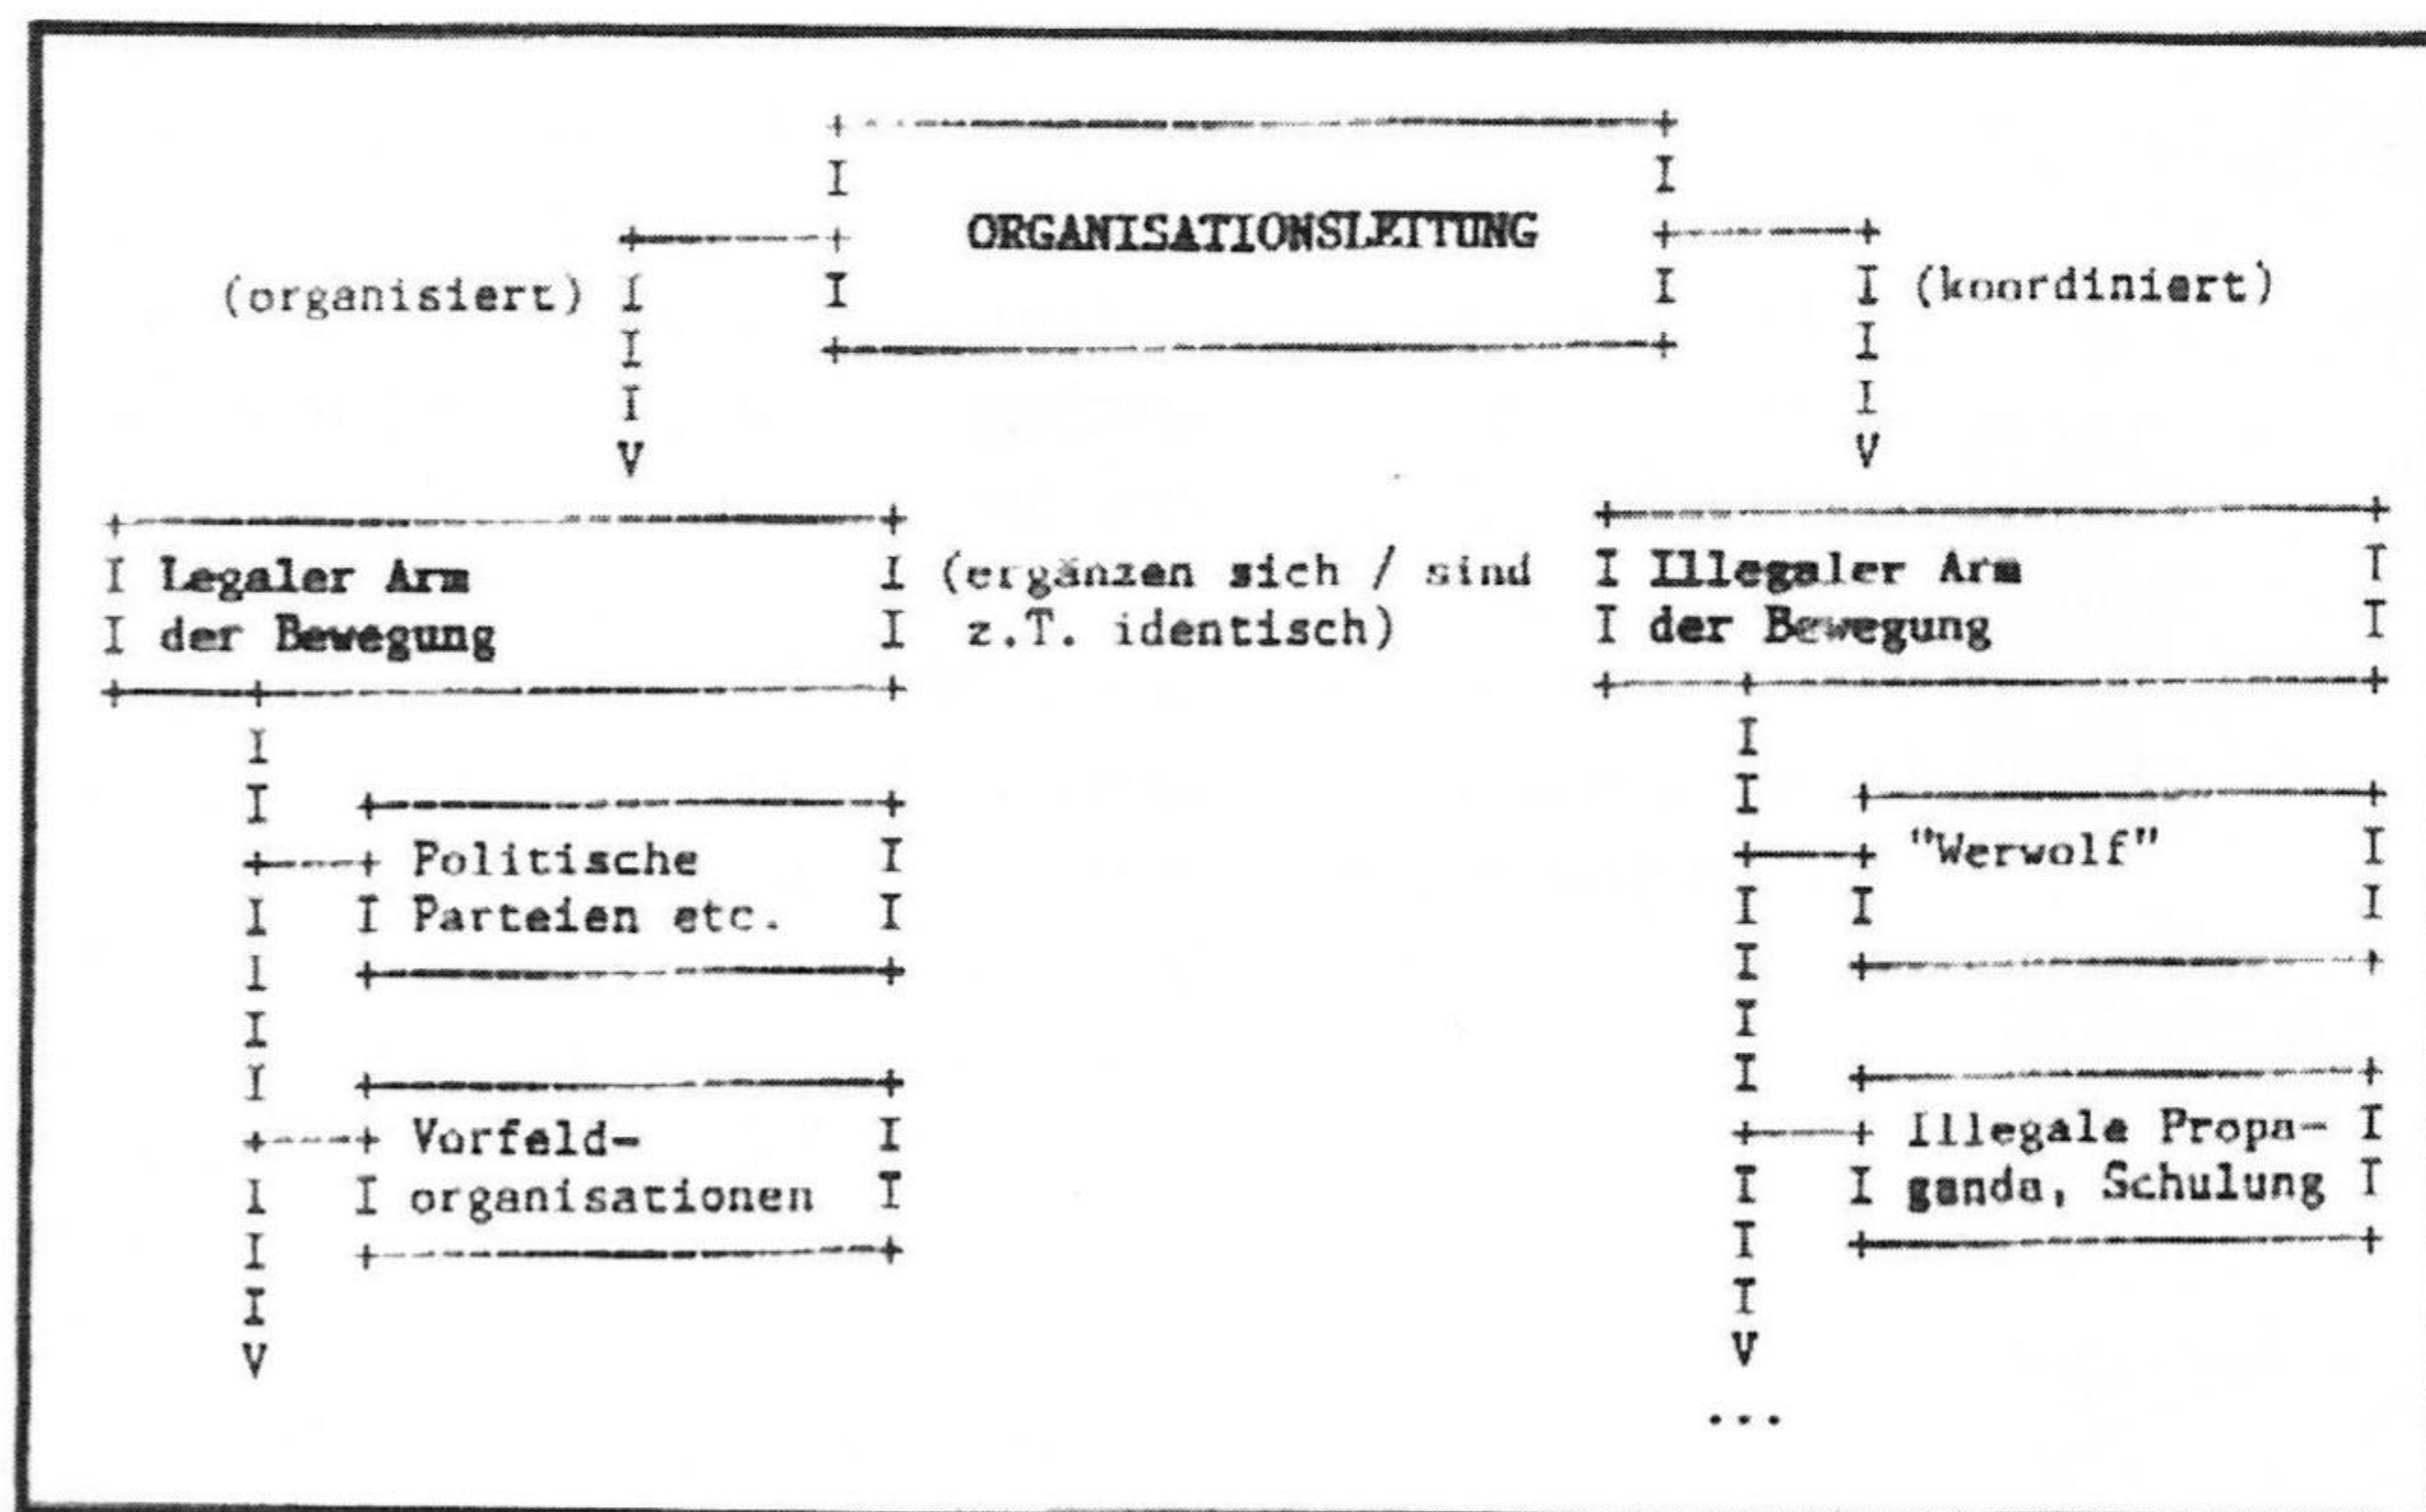 ORGANISATIONSLEITUNG
(organisiert)
(koordiniert)
Legaler Arm
der Bewegung
(ergänzen sich / sind
z.T. identisch)
Illegaler Arm
der Bewegung
Politische
Parteien etc.
"Werwolf"
Vorfeld-
organisationen
Illegale Propa-
ganda, Schulung
...